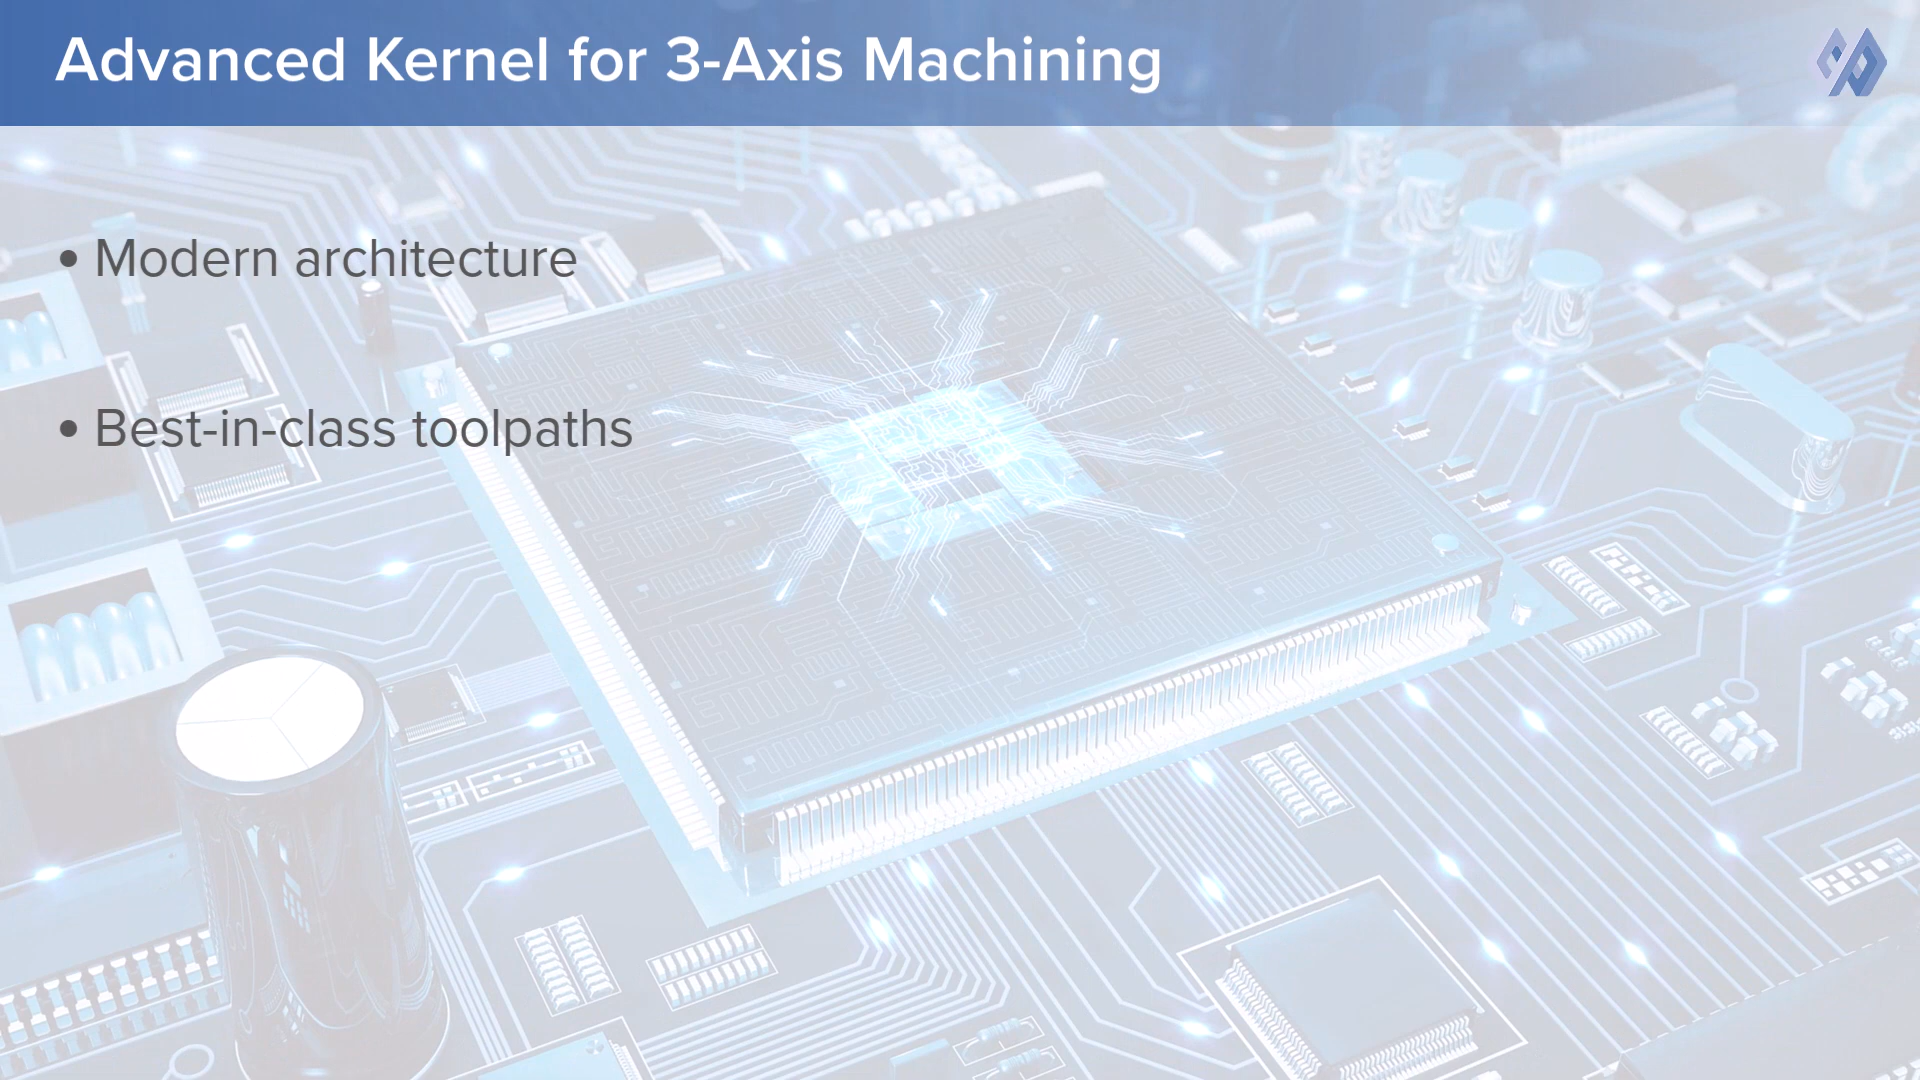 Advanced Kernel for 3-Axis Machining
• Modern architecture
• Best-in-class toolpaths